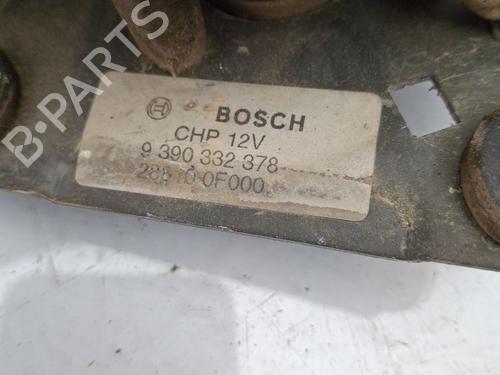 BOSCH
CHP 12V
9 390 332 378
0F000
B-PARTS